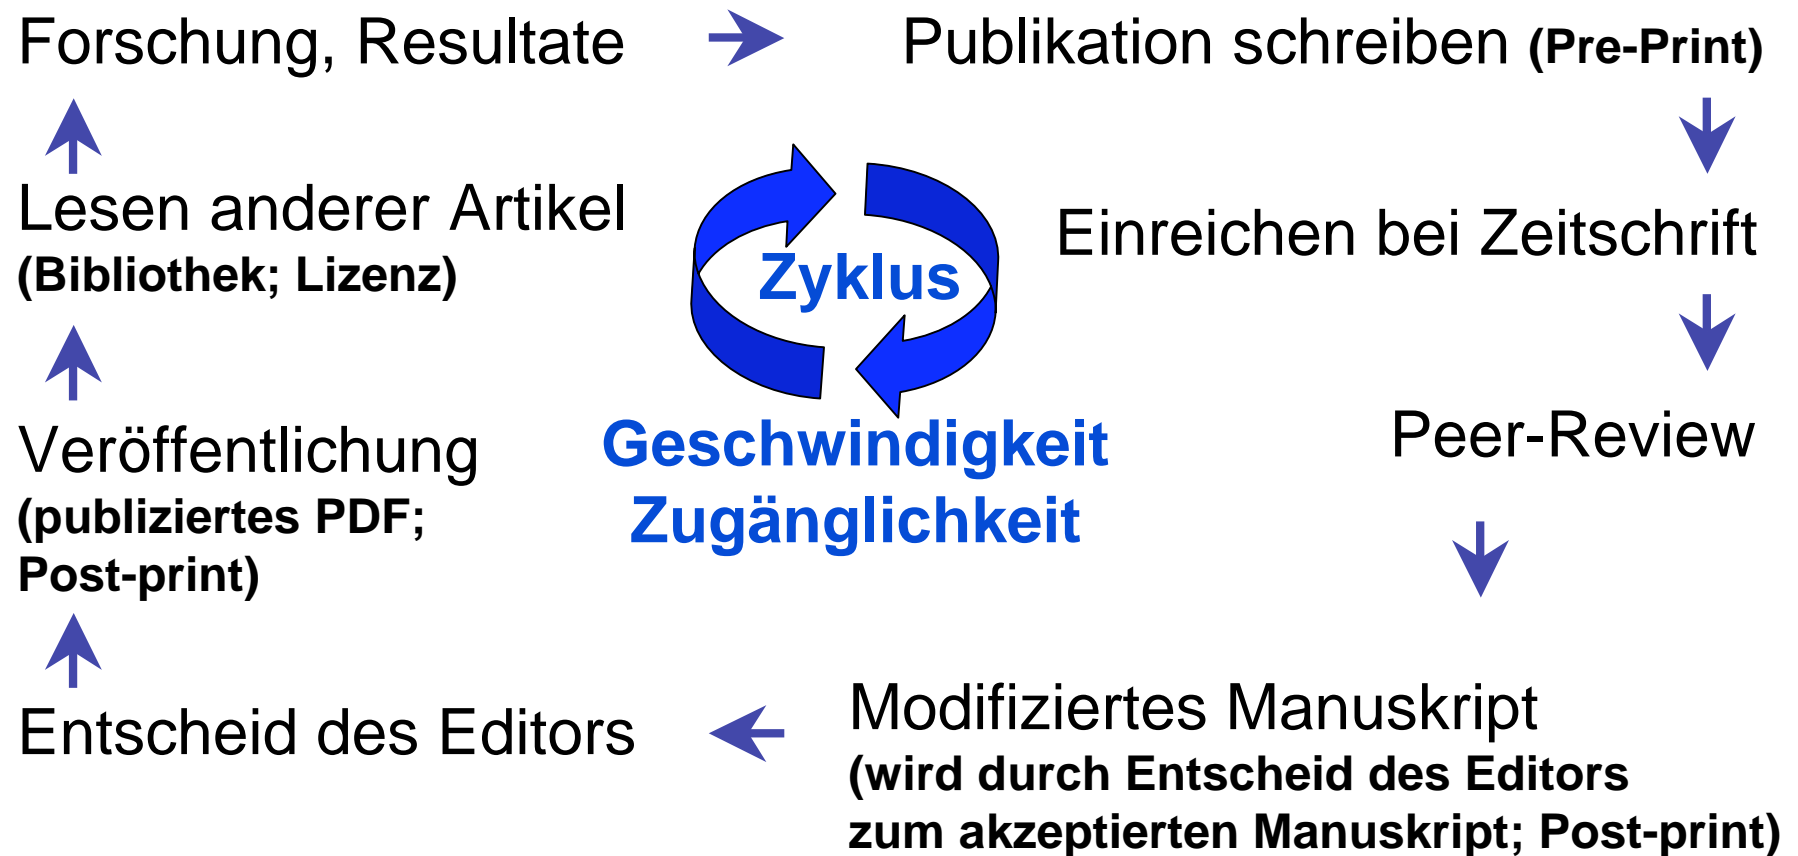 Forschung, Resultate
Publikation schreiben (Pre-Print)
Lesen anderer Artikel
(Bibliothek; Lizenz)
Einreichen bei Zeitschrift
Zyklus
Geschwindigkeit
Zugänglichkeit
Veröffentlichung
(publiziertes PDF;
Post-print)
Peer-Review
Entscheid des Editors
Modifiziertes Manuskript
(wird durch Entscheid des Editors
zum akzeptierten Manuskript; Post-print)